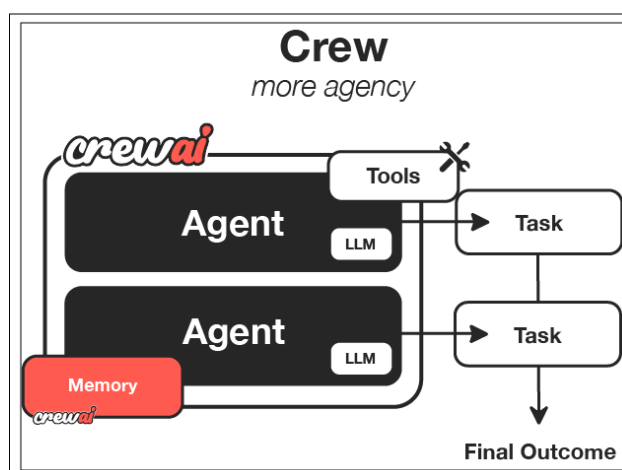 Crew
more agency
crewai
Tools
Agent
LLM
Task
Agent
LLM
Task
Memory
crewai
Final Outcome